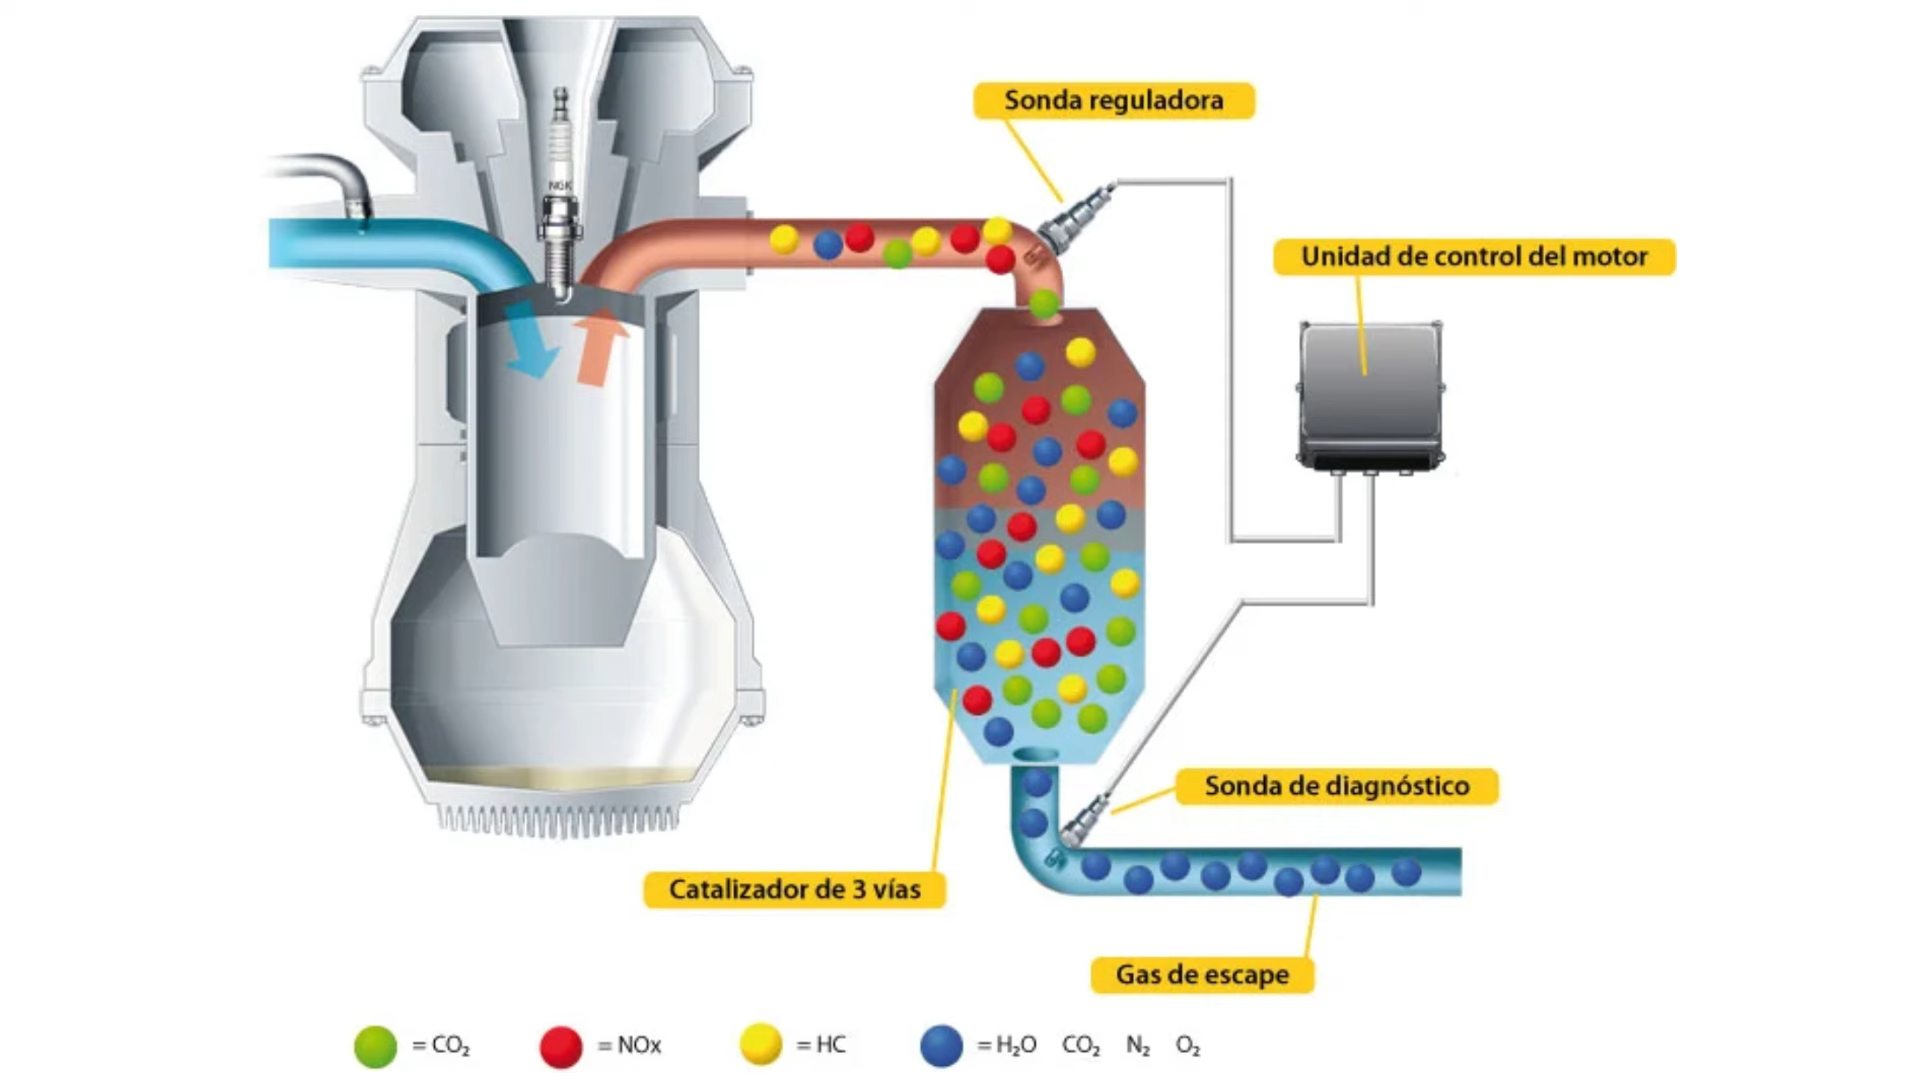 NGK
Sonda reguladora
Unidad de control del motor
Sonda de diagnóstico
Catalizador de 3 vías
Gas de escape
= CO₂
= NOx
= HC
= H₂O CO₂ N₂ O₂